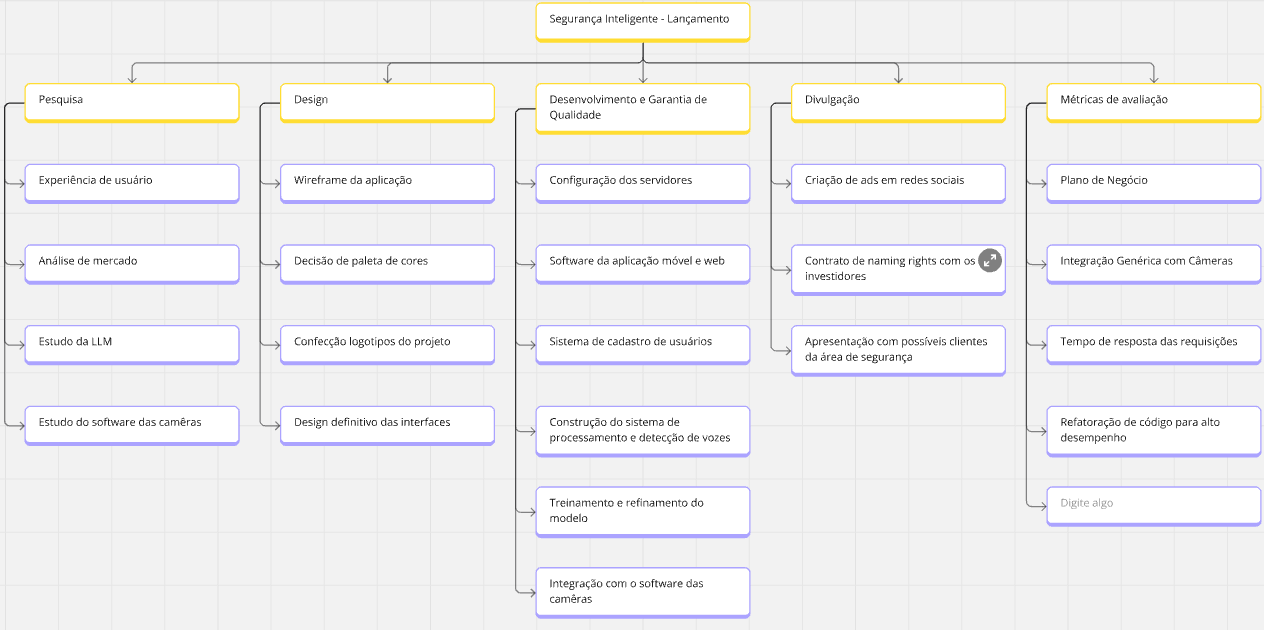 Segurança Inteligente - Lançamento
Pesquisa
Experiência de usuário
Análise de mercado
Estudo da LLM
Estudo do software das camêras
Design
Wireframe da aplicação
Decisão de paleta de cores
Confecção logotipos do projeto
Design definitivo das interfaces
Desenvolvimento e Garantia de
Qualidade
Configuração dos servidores
Software da aplicação móvel e web
Sistema de cadastro de usuários
Construção do sistema de
processamento e detecção de vozes
Treinamento e refinamento do
modelo
Integração com o software das
camêras
Divulgação
Criação de ads em redes sociais
Contrato de naming rights com os
investidores
Apresentação com possíveis clientes
da área de segurança
Métricas de avaliação
Plano de Negócio
Integração Genérica com Câmeras
Tempo de resposta das requisições
Refatoração de código para alto
desempenho
Digite algo